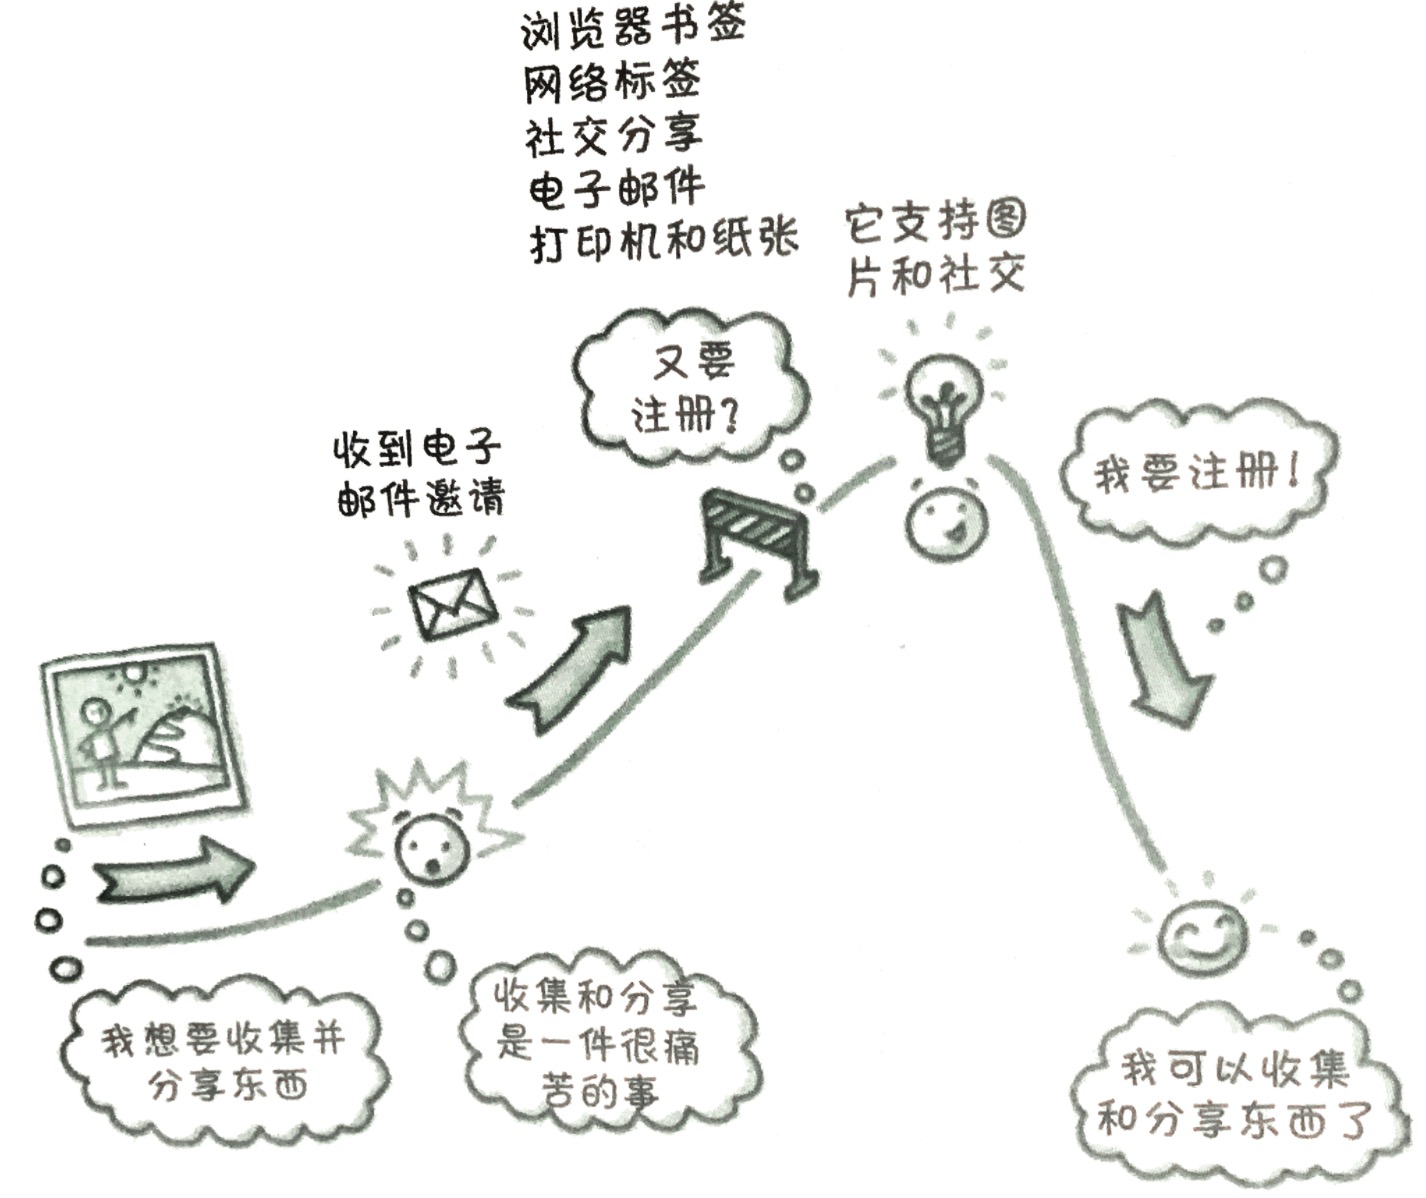 浏览器书签
网络标签
社交分享
电子邮件
打印机和纸张
它支持图
片和社交
又要
注册？
收到电子
邮件邀请
我要注册！
我想要收集并
分享东西
收集和分享
是一件很痛
苦的事
我可以收集
和分享东西了